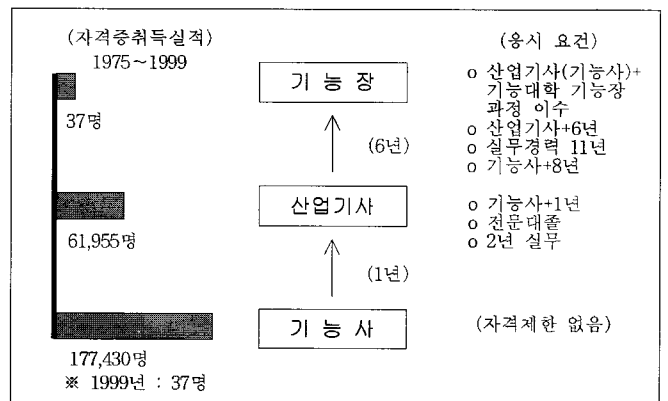 (자격증취득실적)
1975~1999
37명
61,955명
177,430명
※ 1999년 : 37명
기 능 장
(6년)
산업기사
(1년)
기 능 사
(응시 요건)
o 산업기사(기능사)+
기능대학 기능장
과정 이수
o 산업기사+6년
o 실무경력 11년
o 기능사+8년
o 기능사+1년
o 전문대졸
o 2년 실무
(자격제한 없음)